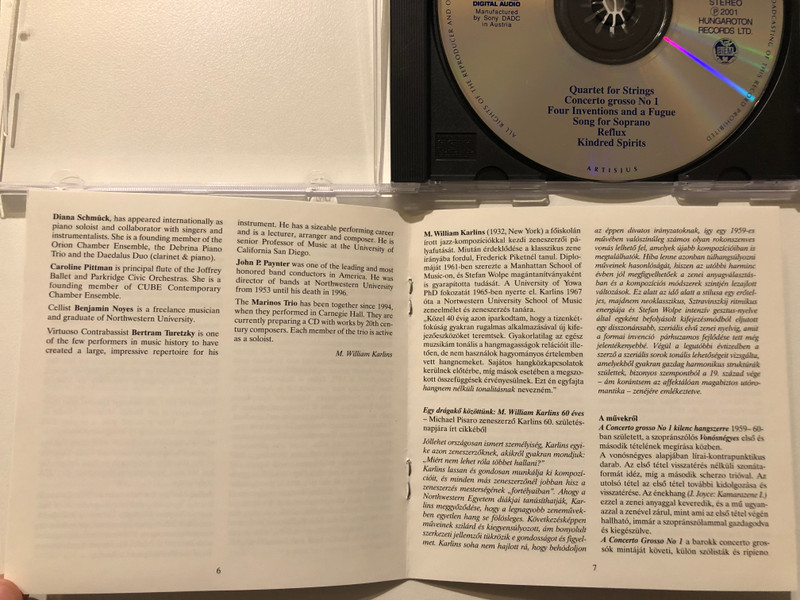 DIGITAL AUDIO
Manufactured
by Sony DADC
in Austria
STEREO
℗ 2001
HUNGAROTON
RECORDS LTD.
BIEM
ALL RIGHTS OF THE PRODUCER AND O
BROADCASTING OF THIS RECORD PROHIBITED
Quartet for Strings
Concerto grosso No 1
Four Inventions and a Fugue
Song for Soprano
Reflux
Kindred Spirits
ARTISJUS
Diana Schmück, has appeared internationally as
piano soloist and collaborator with singers and
instrumentalists. She is a founding member of the
Orion Chamber Ensemble, the Debrina Piano
Trio and the Daedalus Duo (clarinet & piano).
Caroline Pittman is principal flute of the Joffrey
Ballet and Parkridge Civic Orchestras. She is a
founding member of CUBE Contemporary
Chamber Ensemble.
Cellist Benjamin Noyes is a freelance musician
and graduate of Northwestern University.
Virtuoso Contrabassist Bertram Turetzky is one
of the few performers in music history to have
created a large, impressive repertoire for his
instrument. He has a sizeable performing career
and is a lecturer, arranger and composer. He is
senior Professor of Music at the University of
California San Diego.
John P. Paynter was one of the leading and most
honored band conductors in America. He was
director of bands at Northwestern University
from 1953 until his death in 1996.
The Marinos Trio has been together since 1994,
when they performed in Carnegie Hall. They are
currently preparing a CD with works by 20th cen-
tury composers. Each member of the trio is active
as a soloist.
M. William Karlins
6
M. William Karlins (1932, New York) a főiskolán
írott jazz-kompozíciókkal kezdi zeneszerzői pá-
lyafutását. Miután érdeklődése a klasszikus zene
irányába fordul, Frederick Piketnél tanul. Diplo-
máját 1961-ben szerezte a Manhattan School of
Music-on, és Stefan Wolpe magántanítványaként
is gyarapította tudását. A University of Yowa
PhD fokozatát 1965-ben nyerte el. Karlins 1967
óta a Nortwestern University School of Music
zeneelmélet és zeneszerzés tanára.
„Közel 40 évig azon iparkodtam, hogy a tizenkét-
fokúság gyakran rugalmas alkalmazásával új kife-
jezőeszközöket teremtsek. Gyakorlatilag az egész
muzsikám tonális a hangmagasságok relációit ille-
tően, de nem használok hagyományos értelemben
vett hangnemeket. Sajátos hangközkapcsolatok
kerülnek előtérbe, míg mások esetében a megszo-
kott összefüggések érvényesülnek. Ezt én egyfajta
hangnem nélküli tonalitásnak nevezném.”
Egy drágakő közöttünk: M. William Karlins 60 éves
– Michael Pisaro zeneszerző Karlins 60. születés-
napjára írt cikkéből
Jóllehet országosan ismert személyiség, Karlins egyi-
ke azon zeneszerzőknek, akikről gyakran mondjuk:
„Miért nem lehet róla többet hallani?”
Karlins lassan és gondosan munkálja ki kompozí-
cióit, és minden más zeneszerzőnél jobban hisz a
zeneszerzés mesterségének „fortélyaiban”. Ahogy a
Northwestern Egyetem diákjai tanúsíthatják, Kar-
lins meggyőződése, hogy a legnagyobb zeneművek-
ben egyetlen hang se fölösleges. Következésképpen
műveinek szilárd és kiegyensúlyozott, ám bonyolult
szerkezeti jellemzői tükrözik e gondosságot és figyel-
met. Karlins soha nem hajlott rá, hogy behódoljon
az éppen divatos irányzatoknak, így egy 1959-es
művében valószínűleg számos olyan rokonszenves
vonás lelhető fel, amelyek újabb kompozícióiban is
megtalálhatók. Hiba lenne azonban túlhangsúlyozni
műveinek hasonlóságát, hiszen az utóbbi harminc
évben jól megfigyelhetőek a zenei anyagválasztás-
ban és a kompozíciós módszerek szintjén lezajlott
változások. Ez alatt az idő alatt a stílusa egy erőtel-
jes, majdnem neoklasszikus, Sztravinszkij ritmikus
energiája és Stefan Wolpe intenzív gesztus-nyelve
által egyként befolyásolt kifejezésmódból eljutott
egy disszonánsabb, szeriális elvű zenei nyelvig, amit
a formai invenció párhuzamos fejlődése tett még
jelentékenyebbé. Végül a legutóbbi évtizedben a
szerző a szeriális sorok tonális lehetőségeit vizsgálta,
amelyekből gyakran gazdag harmonikus struktúrák
születtek, bizonyos szempontból a 19. század vége
– ám korántsem az affektálóan magabiztos utóro-
mantika – zenéjére emlékeztetve.
A művekről
A Concerto grosso No 1 kilenc hangszerre 1959–60-
ban született, a szopránszólós Vonósnégyes első és
második tételének megírása közben.
A vonósnégyes alapjában lírai-kontrapunktikus
darab. Az első tétel visszatérés nélküli szonáta-
formát idéz, míg a második scherzo trióval. Az
utolsó tétel az első tétel további kidolgozása és
visszatérése. Az énekhang (J. Joyce: Kamarazene I.)
ezzel a zenei anyaggal keveredik, és a mű ugyan-
azzal a zenével zárul, mint ami az első tétel végén
hallható, immár a szopránszólammal gazdagodva
és kiegészülve.
A Concerto Grosso No 1 a barokk concerto gros-
sók mintáját követi, külön szólisták és ripieno
7